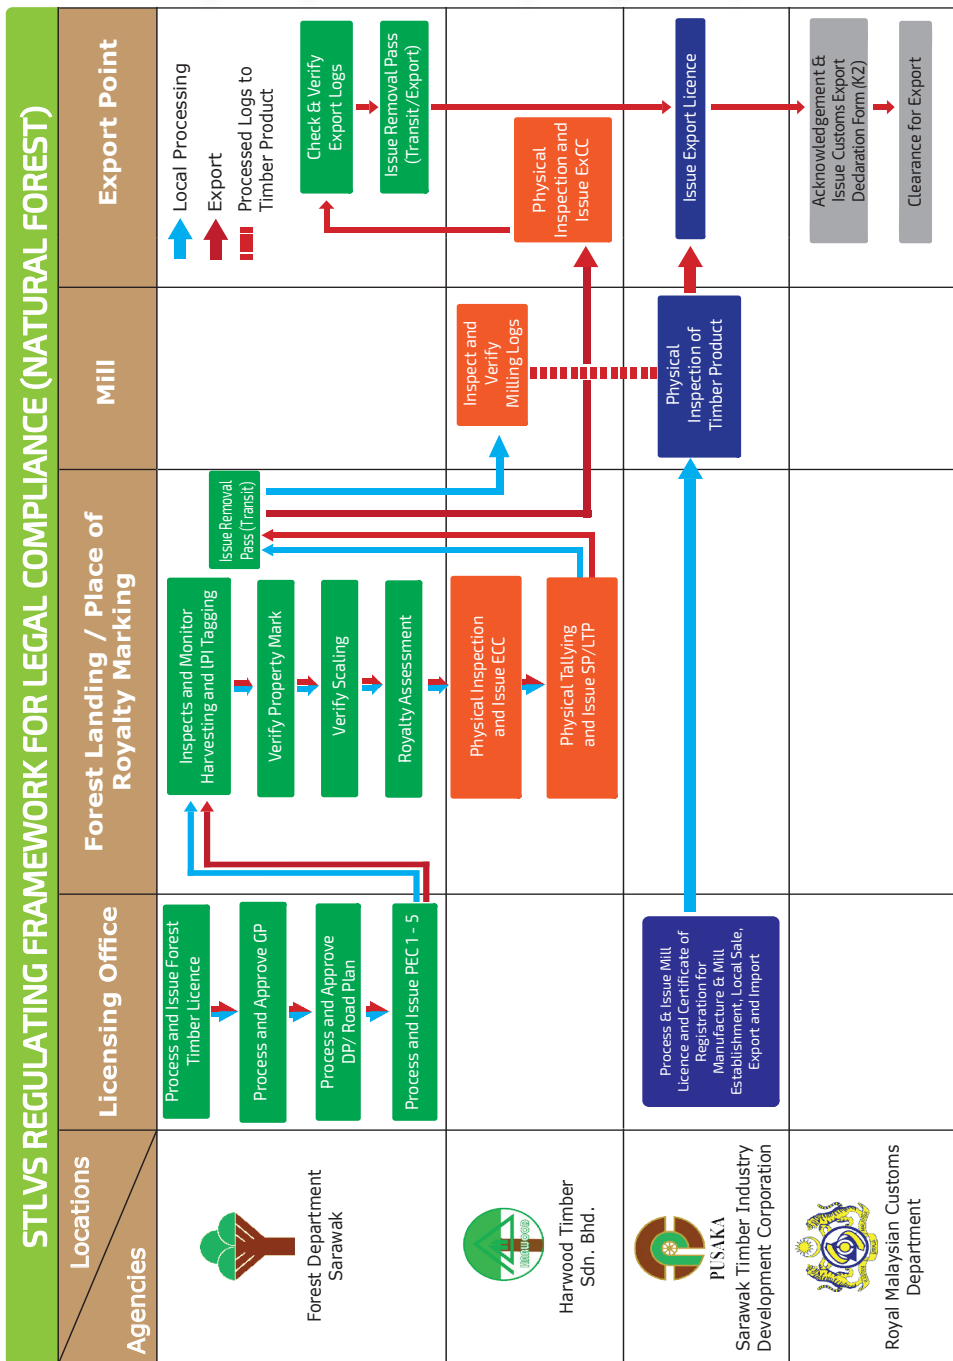 STLVS REGULATING FRAMEWORK FOR LEGAL COMPLIANCE (NATURAL FOREST)
Locations
Agencies
Licensing Office
Forest Landing / Place of
Royalty Marking
Mill
Export Point
Forest Department
Sarawak
Process and Issue Forest
Timber Licence
Process and Approve GP
Process and Approve
DP/ Road Plan
Process and Issue PEC 1 - 5
Inspects and Monitor
Harvesting and LPI Tagging
Verify Property Mark
Verify Scaling
Royalty Assessment
Issue Removal
Pass (Transit)
Local Processing
Export
Processed Logs to
Timber Product
Check & Verify
Export Logs
Issue Removal Pass
(Transit/Export)
HARWOOD
Harwood Timber
Sdn. Bhd.
Physical Inspection
and Issue ECC
Physical Tallying
and Issue SP/LTP
Inspect and
Verify
Milling Logs
Physical
Inspection and
Issue ExCC
PUSAKA
Sarawak Timber Industry
Development Corporation
Process & Issue Mill
Licence and Certificate of
Registration for
Manufacture & Mill
Establishment, Local Sale,
Export and Import
Physical
Inspection of
Timber Product
Issue Export Licence
Royal Malaysian Customs
Department
Acknowledgement &
Issue Customs Export
Declaration Form (K2)
Clearance for Export